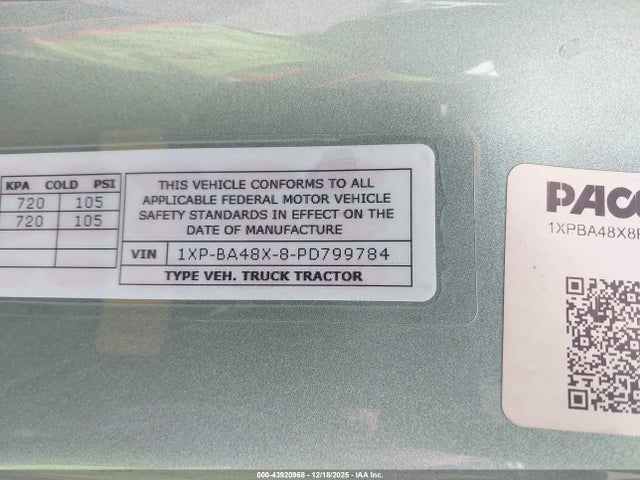 KPA COLD PSI
720 105
720 105
THIS VEHICLE CONFORMS TO ALL
APPLICABLE FEDERAL MOTOR VEHICLE
SAFETY STANDARDS IN EFFECT ON THE
DATE OF MANUFACTURE
VIN 1XP-BA48X-8-PD799784
TYPE VEH. TRUCK TRACTOR
PACC
1XPBA48X8P
000-43920968 - 12/18/2025 - IAA Inc.